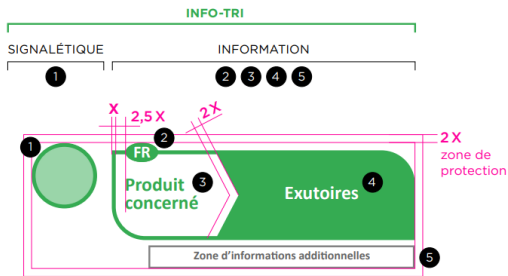 INFO-TRI
SIGNALÉTIQUE
INFORMATION
1
2 3 4 5
X
2,5 X
2 X
2 X
zone de
protection
1
2
FR
Produit
concerné
3
Exutoires
4
Zone d'informations additionnelles
5